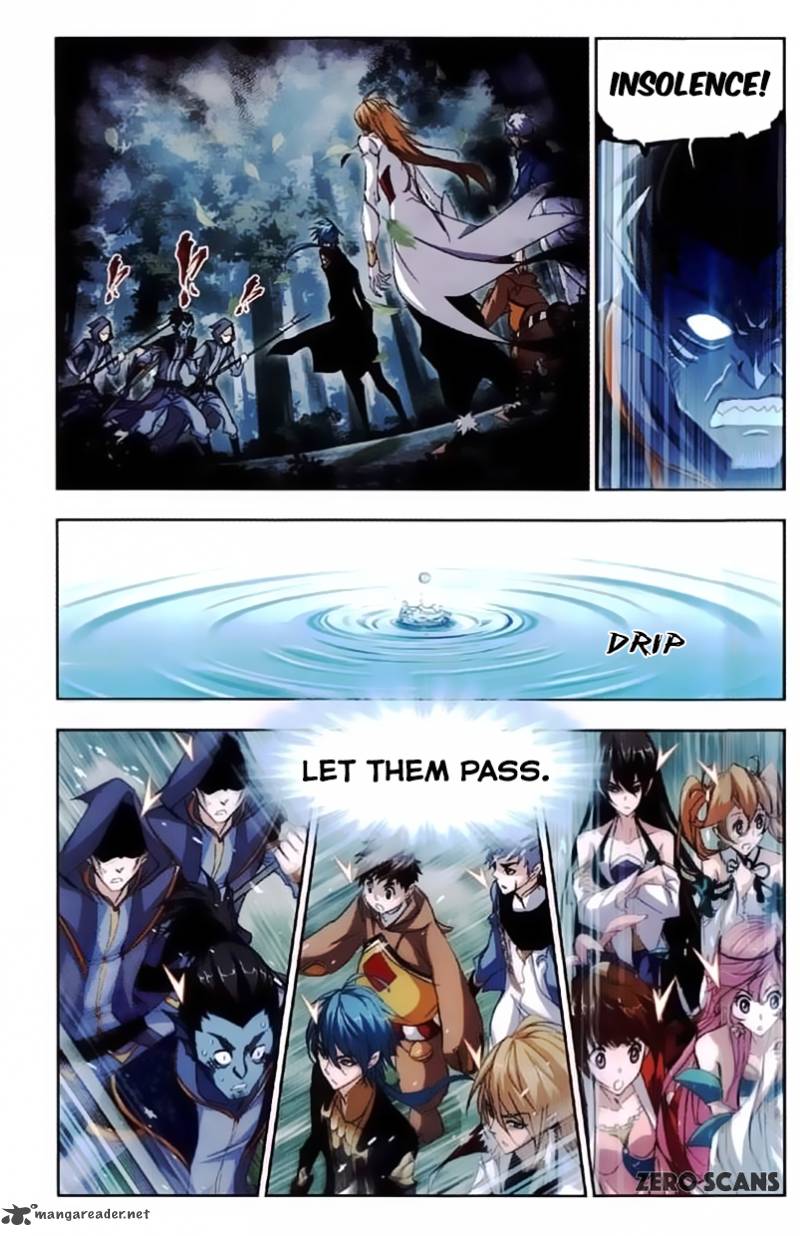 INSOLENCE!
DRIP
LET THEM PASS.
ZERO SCANS
mangareader.net